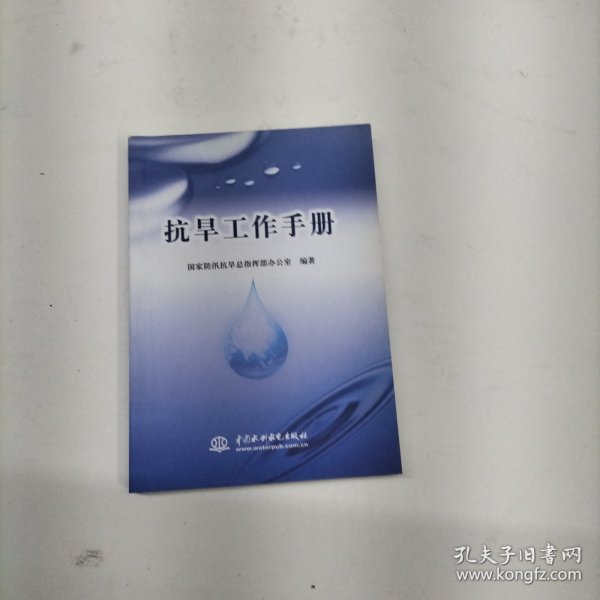 抗旱工作手册
国家防汛抗旱总指挥部办公室 编著
中国水利水电出版社
www.waterpub.com.cn
孔夫子旧书网
www.kongfz.com